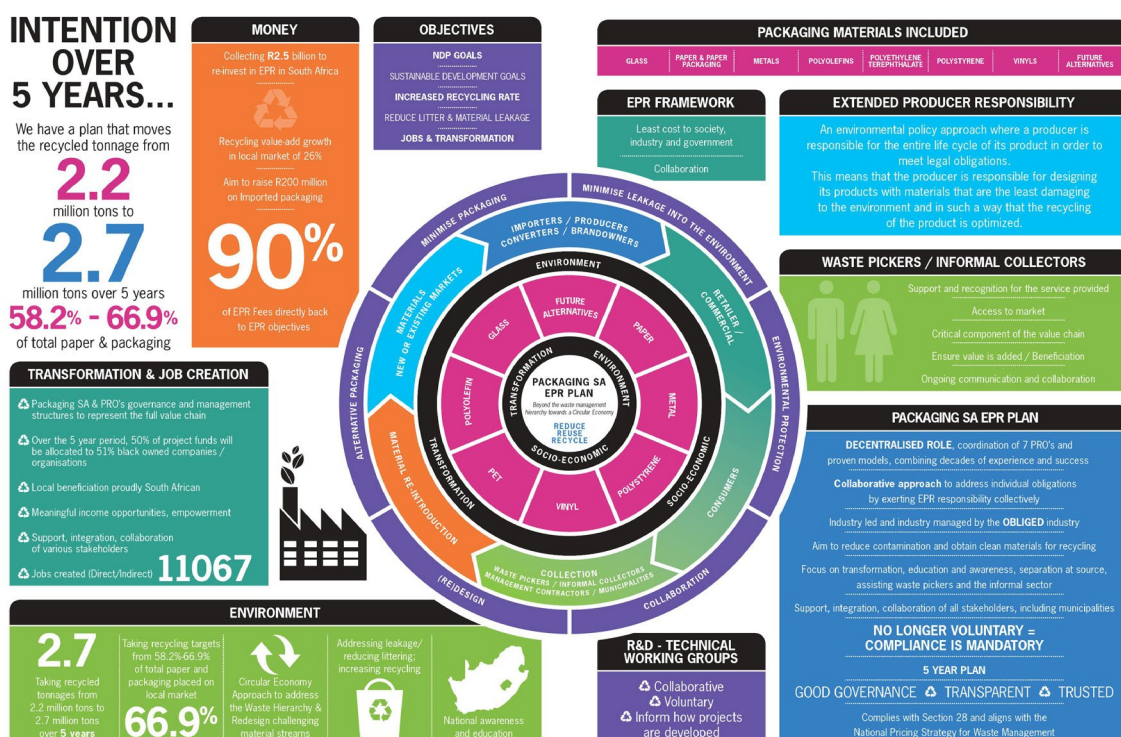 INTENTION
OVER
5 YEARS...
We have a plan that moves
the recycled tonnage from
2.2
million tons to
2.7
million tons over 5 years
58.2% - 66.9%
of total paper & packaging
MONEY
Collecting R2.5 billion to
re-invest in EPR in South Africa
Recycling value-add growth
in local market of 26%
Aim to raise R200 million
on Imported packaging
90%
of EPR Fees directly back
to EPR objectives
OBJECTIVES
NDP GOALS
SUSTAINABLE DEVELOPMENT GOALS
INCREASED RECYCLING RATE
REDUCE LITTER & MATERIAL LEAKAGE
JOBS & TRANSFORMATION
PACKAGING MATERIALS INCLUDED
GLASS
PAPER & PAPER
PACKAGING
METALS
POLYOLEFINS
POLYETHYLENE
TEREPHTHALATE
POLYSTYRENE
VINYLS
FUTURE
ALTERNATIVES
EPR FRAMEWORK
Least cost to society,
industry and government
Collaboration
EXTENDED PRODUCER RESPONSIBILITY
An environmental policy approach where a producer is
responsible for the entire life cycle of its product in order to
meet legal obligations.
This means that the producer is responsible for designing
its products with materials that are the least damaging
to the environment and in such a way that the recycling
of the product is optimized.
WASTE PICKERS / INFORMAL COLLECTORS
Support and recognition for the service provided
Access to market
Critical component of the value chain
Ensure value is added / Beneficiation
Ongoing communication and collaboration
TRANSFORMATION & JOB CREATION
Packaging SA & PRO's governance and management
structures to represent the full value chain
Over the 5 year period, 50% of project funds will
be allocated to 51% black owned companies /
organisations
Local beneficiation proudly South African
Meaningful income opportunities, empowerment
Support, integration, collaboration
of various stakeholders
Jobs created (Direct/Indirect) 11067
MINIMISE PACKAGING
MINIMISE LEAKAGE INTO THE ENVIRONMENT
ENVIRONMENTAL PROTECTION
COLLABORATION
(RE)DESIGN
ALTERNATIVE PACKAGING
IMPORTERS / PRODUCERS
CONVERTERS / BRANDOWNERS
RETAILER /
COMMERCIAL
CONSUMERS
COLLECTION
WASTE PICKERS / INFORMAL COLLECTORS
MANAGEMENT CONTRACTORS / MUNICIPALITIES
MATERIAL RE-INTRODUCTION
MATERIALS
NEW OR EXISTING MARKETS
ENVIRONMENT
SOCIO-ECONOMIC
TRANSFORMATION
FUTURE
ALTERNATIVES
PAPER
METAL
POLYSTYRENE
VINYL
PET
POLYOLEFIN
GLASS
TRANSFORMATION
ENVIRONMENT
SOCIO-ECONOMIC
PACKAGING SA
EPR PLAN
Beyond the waste management
hierarchy towards a Circular Economy
REDUCE
REUSE
RECYCLE
PACKAGING SA EPR PLAN
DECENTRALISED ROLE, coordination of 7 PRO's and
proven models, combining decades of experience and success
Collaborative approach to address individual obligations
by exerting EPR responsibility collectively
Industry led and industry managed by the OBLIGED industry
Aim to reduce contamination and obtain clean materials for recycling
Focus on transformation, education and awareness, separation at source,
assisting waste pickers and the informal sector
Support, integration, collaboration of all stakeholders, including municipalities
NO LONGER VOLUNTARY =
COMPLIANCE IS MANDATORY
5 YEAR PLAN
GOOD GOVERNANCE TRANSPARENT TRUSTED
Complies with Section 28 and aligns with the
National Pricing Strategy for Waste Management
ENVIRONMENT
2.7
Taking recycled
tonnages from
2.2 million tons to
2.7 million tons
over 5 years
Taking recycling targets
from 58.2%-66.9%
of total paper and
packaging placed on
local market
66.9%
Circular Economy
Approach to address
the Waste Hierarchy &
Redesign challenging
material streams
Addressing leakage/
reducing littering;
increasing recycling
National awareness
and education
R&D - TECHNICAL
WORKING GROUPS
Collaborative
Voluntary
Inform how projects
are developed